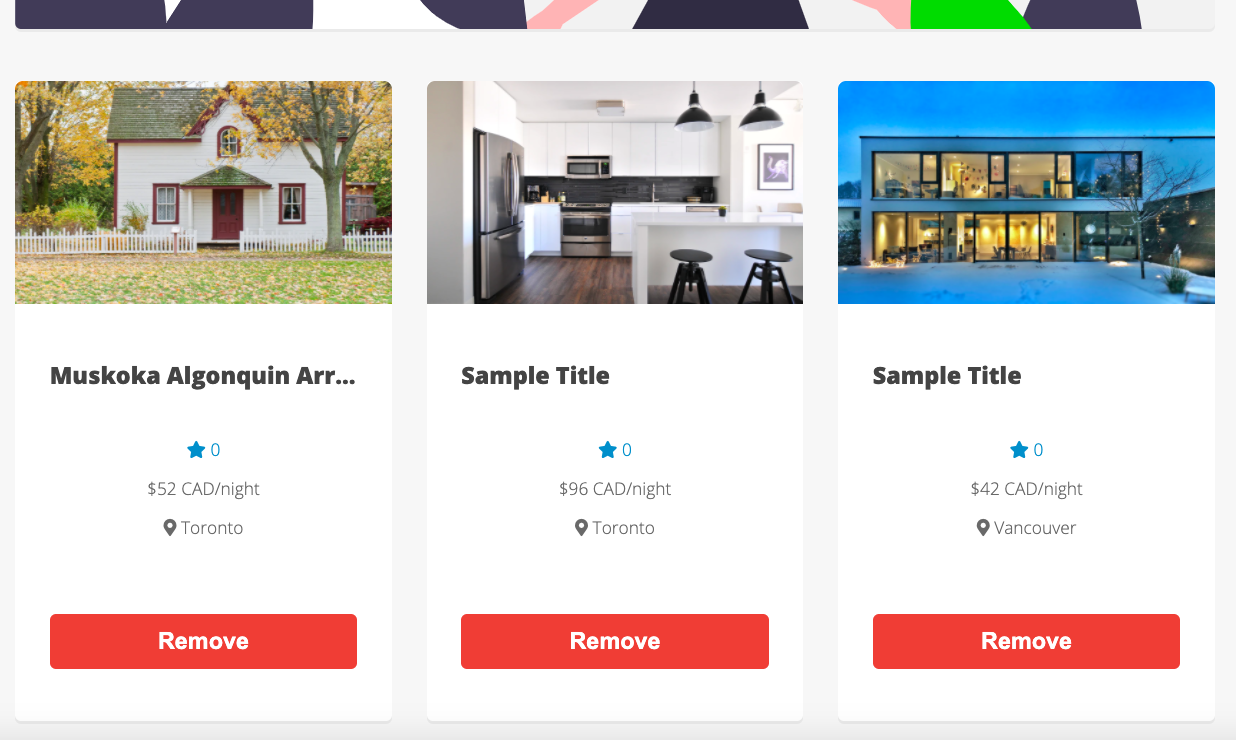 Muskoka Algonquin Arr...
0
$52 CAD/night
Toronto
Remove
Sample Title
0
$96 CAD/night
Toronto
Remove
Sample Title
0
$42 CAD/night
Vancouver
Remove